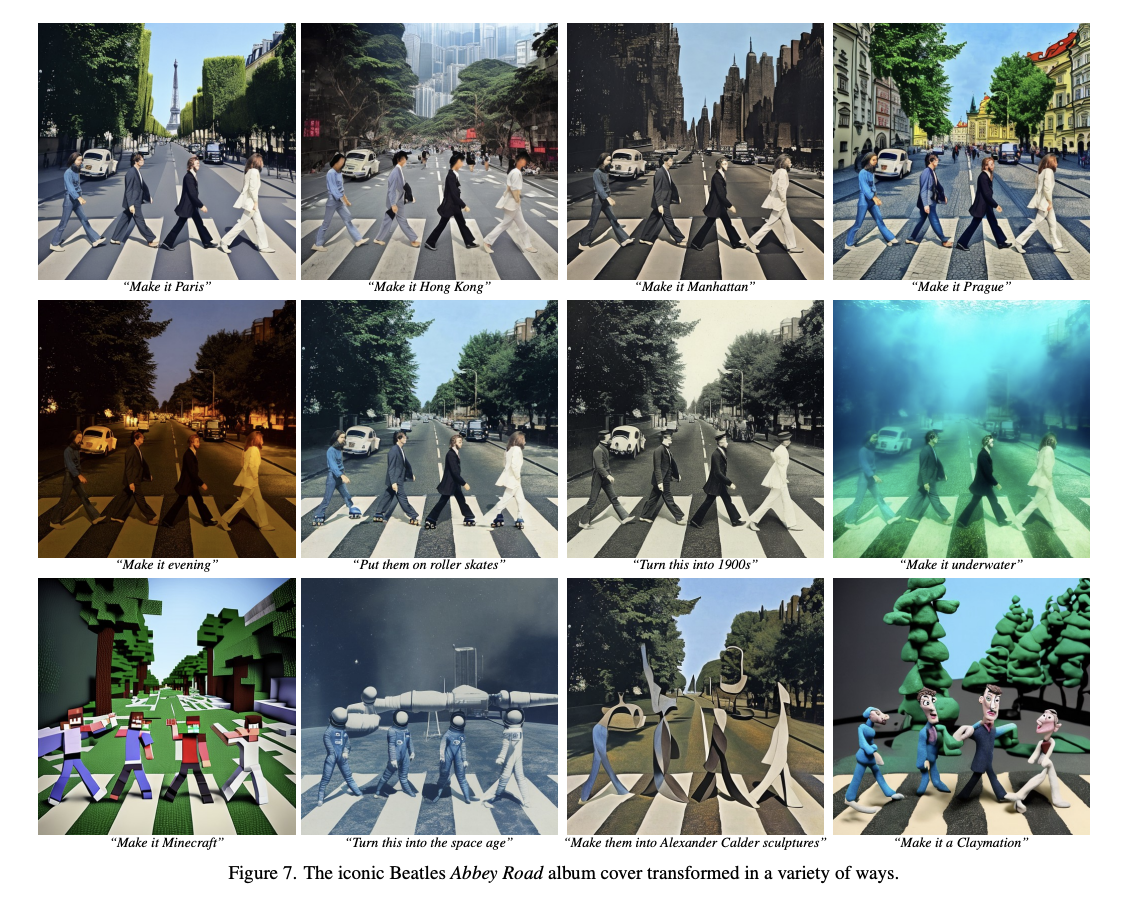 “Make it Paris”
“Make it Hong Kong”
“Make it Manhattan”
“Make it Prague”
“Make it evening”
“Put them on roller skates”
“Turn this into 1900s”
“Make it underwater”
“Make it Minecraft”
“Turn this into the space age”
“Make them into Alexander Calder sculptures”
“Make it a Claymation”
Figure 7. The iconic Beatles Abbey Road album cover transformed in a variety of ways.